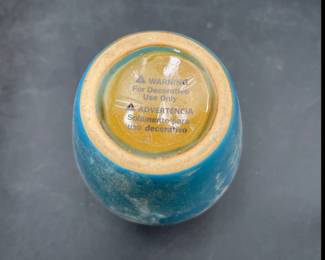 ⚠ WARNING
For Decorative
Use Only
⚠ ADVERTENCIA
Solamente para
uso decorativo